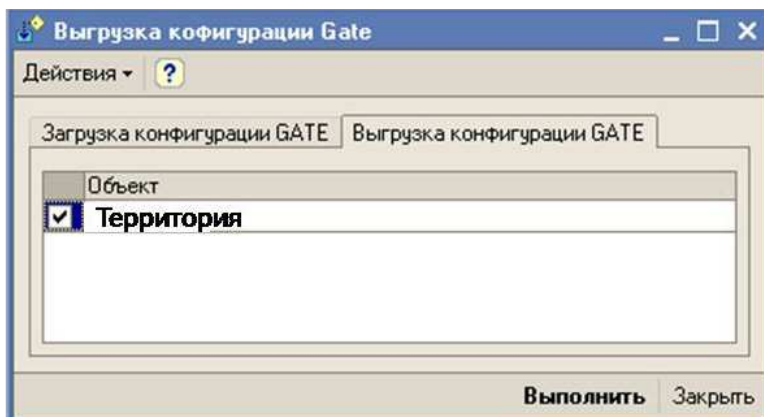 Выгрузка кофигурации Gate
Действия ?
Загрузка конфигурации GATE Выгрузка конфигурации GATE
Объект
Территория
Выполнить Закрыть